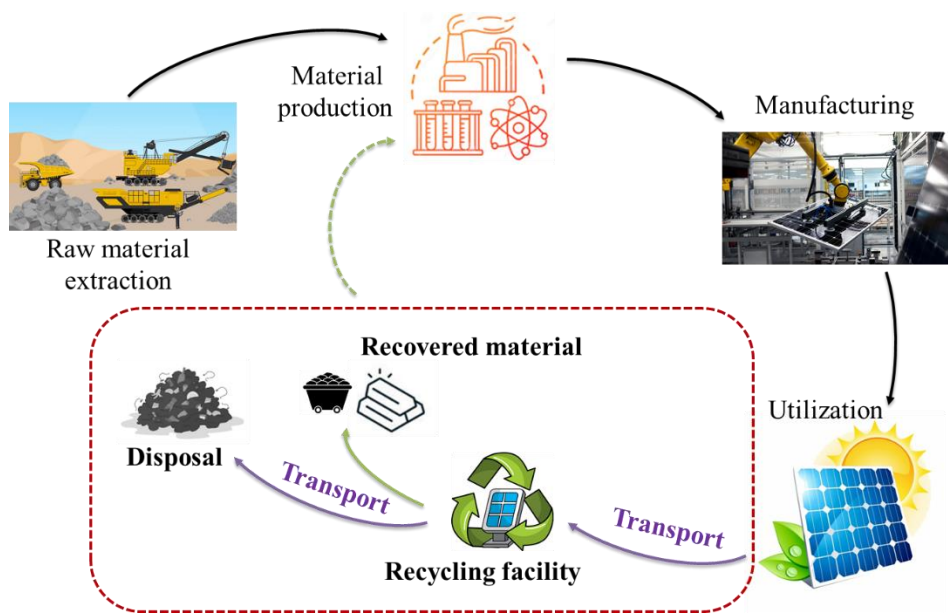 Material
production
Manufacturing
Raw material
extraction
Recovered material
Utilization
Disposal
Transport
Transport
Recycling facility